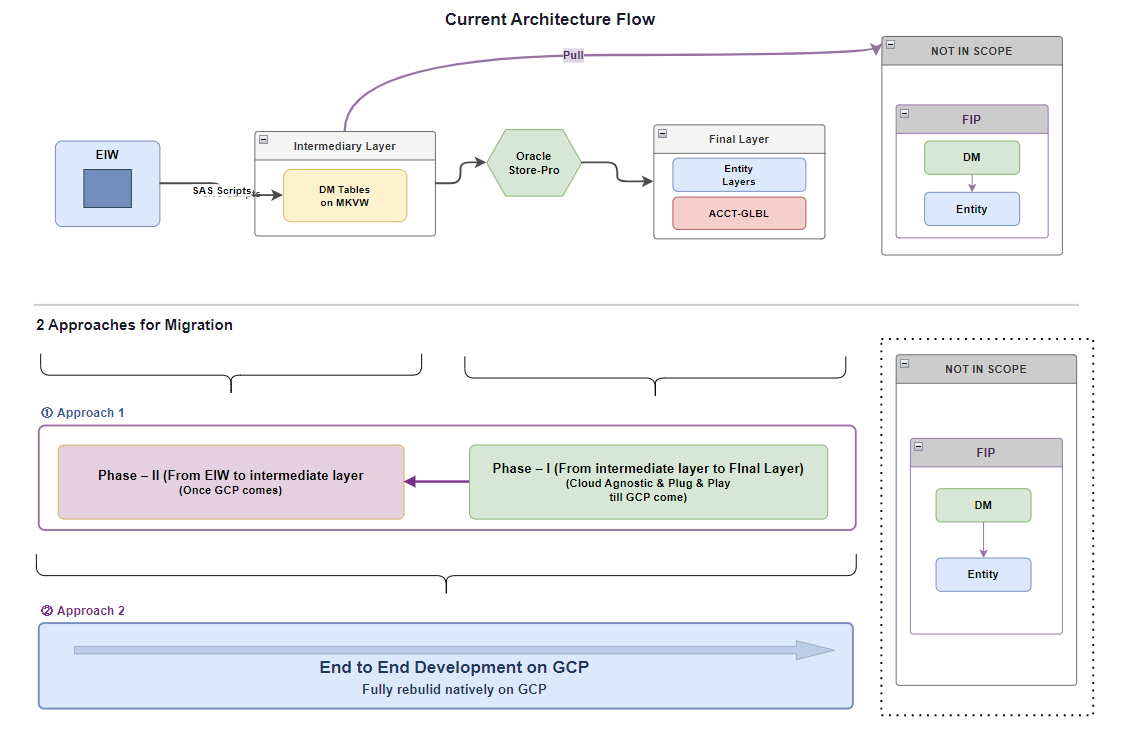 Current Architecture Flow
Pull
NOT IN SCOPE
FIP
DM
Entity
EIW
SAS Scripts
Intermediary Layer
DM Tables
on MKVW
Oracle
Store-Pro
Final Layer
Entity
Layers
ACCT-GLBL
2 Approaches for Migration
① Approach 1
Phase – II (From EIW to intermediate layer
(Once GCP comes)
Phase – I (From intermediate layer to FInal Layer)
(Cloud Agnostic & Plug & Play
till GCP come)
② Approach 2
End to End Development on GCP
Fully rebulid natively on GCP
NOT IN SCOPE
FIP
DM
Entity